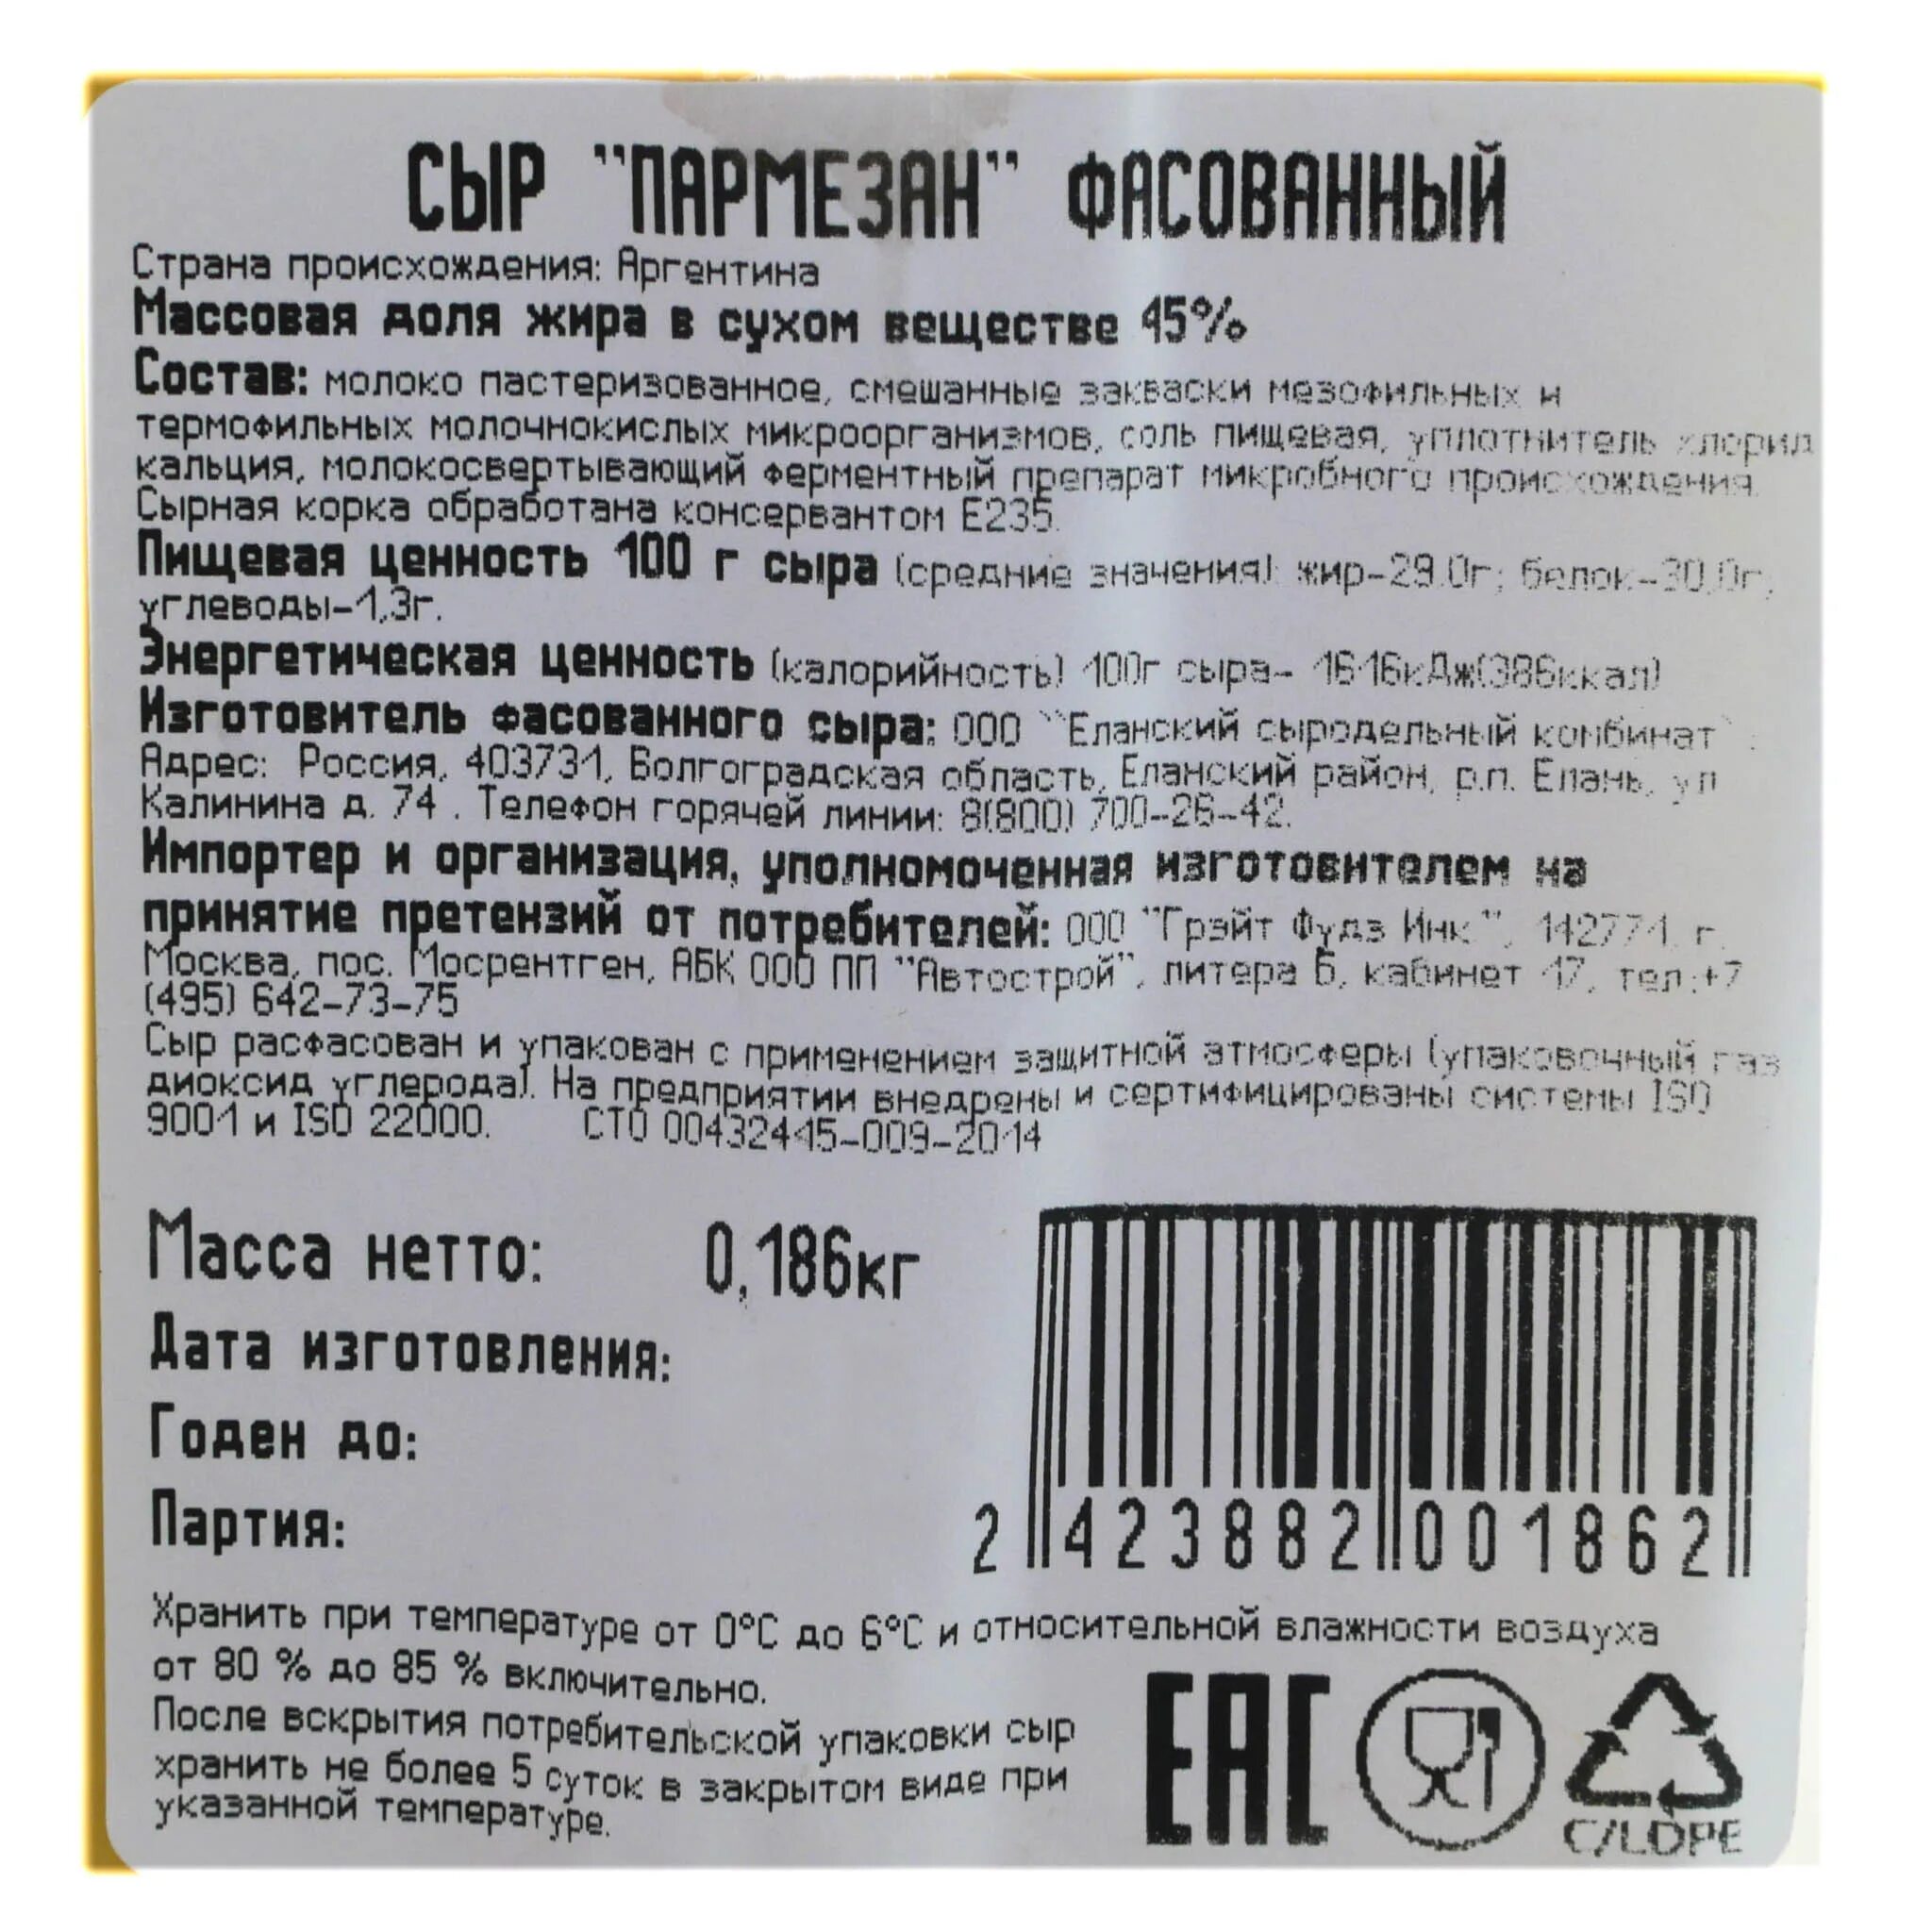 СЫР "ПАРМЕЗАН" ФАСОВАННЫЙ
Страна происхождения: Аргентина
Массовая доля жира в сухом веществе 45%
Состав: молоко пастеризованное, смешанные закваски мезофильных и
термофильных молочнокислых микроорганизмов, соль пищевая, уплотнитель хлорид
кальция, молокосвертывающий ферментный препарат микробного происхождения.
Сырная корка обработана консервантом Е235.
Пищевая ценность 100 г сыра (средние значения): жир-29.0г; белок-30,0г;
углеводы-1,3г.
Энергетическая ценность (калорийность) 100г сыра- 1616кДж(386ккал)
Изготовитель фасованного сыра: ООО "Еланский сыродельный комбинат".
Адрес: Россия, 403731, Волгоградская область, Еланский район, р.п. Елань, ул
Калинина д. 74 . Телефон горячей линии: 8(800) 700-26-42.
Импортер и организация, уполномоченная изготовителем на
принятие претензий от потребителей: ООО "Грэйт Фудз Инк.", 142771, г.
Москва, пос. Мосрентген, АБК ООО ПП "Автострой", литера Б, кабинет 17, тел.:+7
(495) 642-73-75
Сыр расфасован и упакован с применением защитной атмосферы (упаковочный газ
диоксид углерода). На предприятии внедрены и сертифицированы системы ISO
9001 и ISO 22000. СТО 00432445-009-2014
Масса нетто: 0,186кг
Дата изготовления:
Годен до:
Партия:
2 423882 001862
Хранить при температуре от 0°С до 6°С и относительной влажности воздуха
от 80 % до 85 % включительно.
После вскрытия потребительской упаковки сыр
хранить не более 5 суток в закрытом виде при
указанной температуре.
ЕАС
C/LDPE